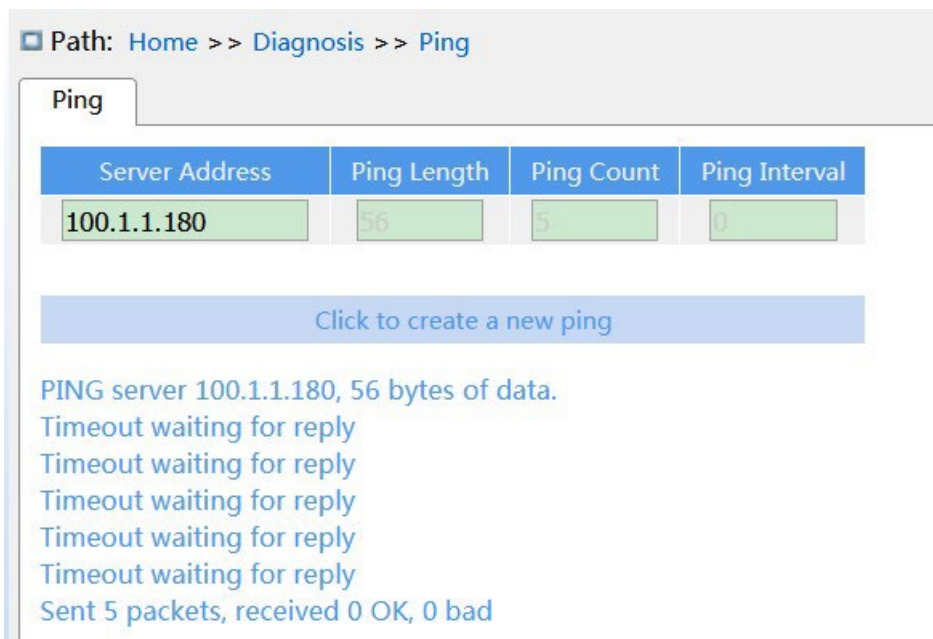 Path: Home >> Diagnosis >> Ping
Ping
Server Address Ping Length Ping Count Ping Interval
100.1.1.180 56 5 0
Click to create a new ping
PING server 100.1.1.180, 56 bytes of data.
Timeout waiting for reply
Timeout waiting for reply
Timeout waiting for reply
Timeout waiting for reply
Timeout waiting for reply
Sent 5 packets, received 0 OK, 0 bad